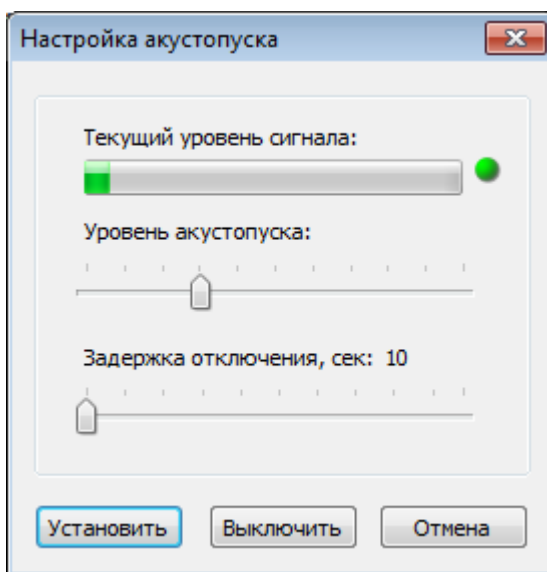 Настройка акустопуска
Текущий уровень сигнала:
Уровень акустопуска:
Задержка отключения, сек: 10
Установить Выключить Отмена